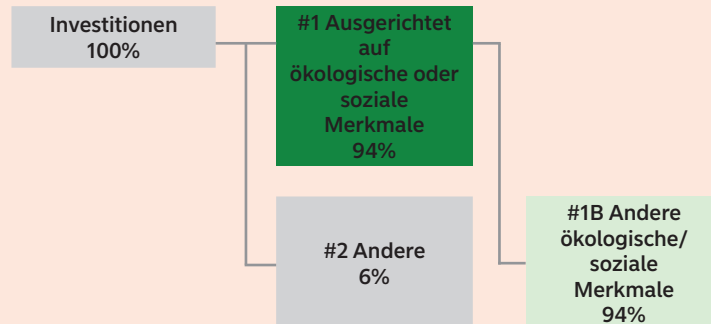 Investitionen
100%
#1 Ausgerichtet
auf
ökologische oder
soziale
Merkmale
94%
#2 Andere
6%
#1B Andere
ökologische/
soziale
Merkmale
94%